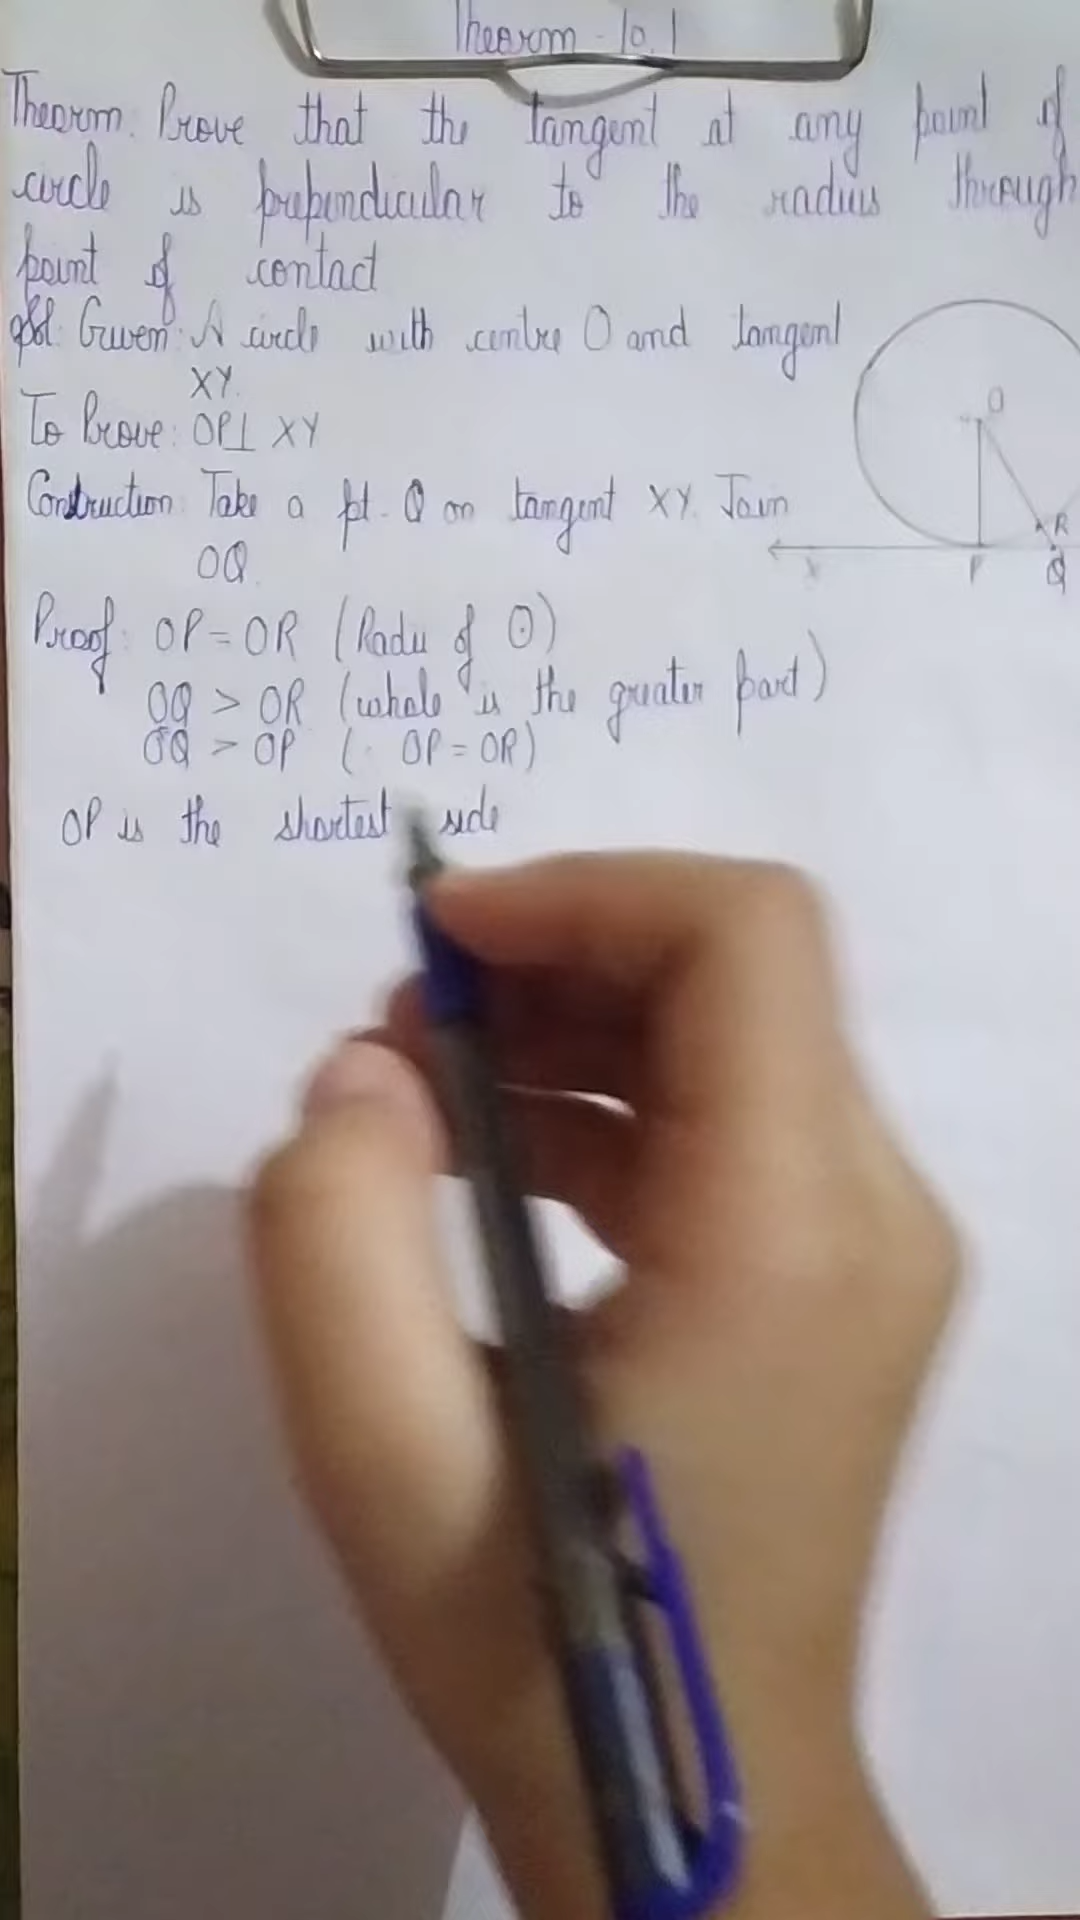 Thearm - 10.1
Thearm: Prove that the tangent at any point of
circle is prependicular to the radius through
point of contact
Sol: Given: A circle with centre O and tangent
XY.
To Prove: OP⊥ XY
Construction: Take a pt. Q on tangent XY. Join
OQ.
Proof: OP = OR (Radii of ⊙)
OQ > OR (whole is the greater part)
OQ > OP (∵ OP = OR)
OP is the shortest side
O
R
X
P
Q